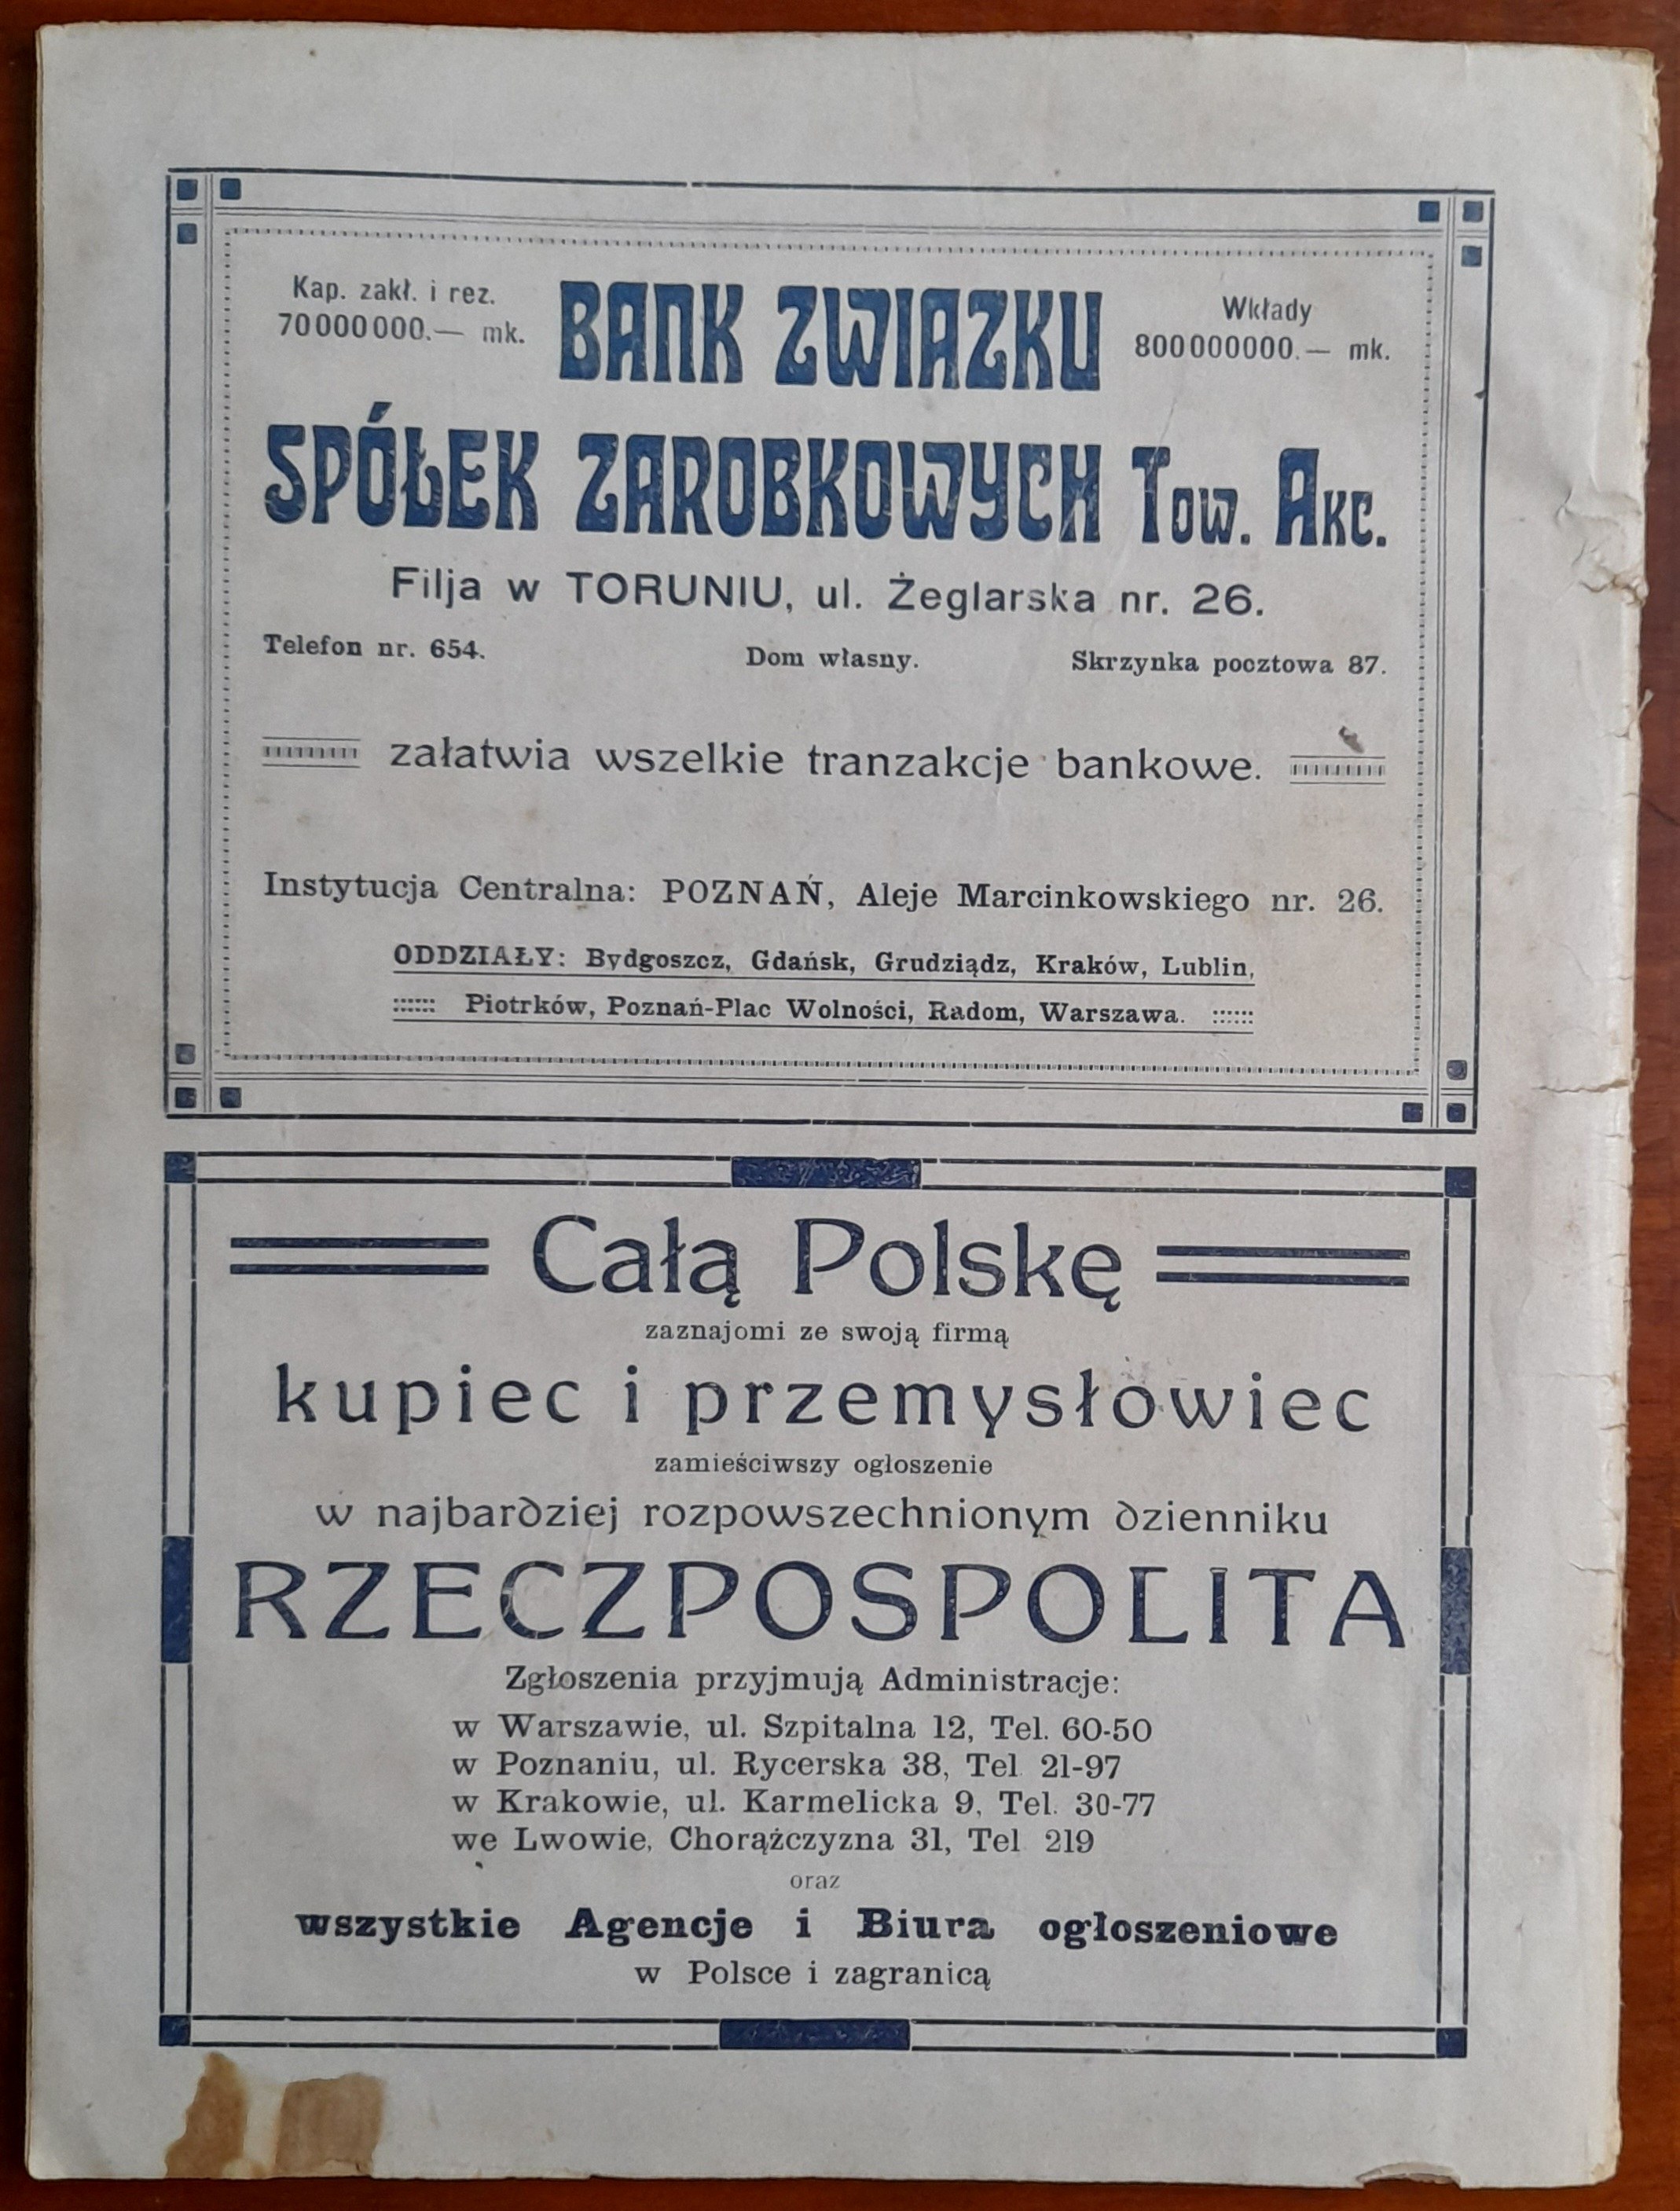 Kap. zakł. i rez.
70000000.— mk.
BANK ZWIAZKU
Wkłady
800000000.— mk.
SPÓŁEK ZAROBKOWYCH Tow. Akc.
Filja w TORUNIU, ul. Żeglarska nr. 26.
Telefon nr. 654. Dom własny. Skrzynka pocztowa 87.
załatwia wszelkie tranzakcje bankowe.
Instytucja Centralna: POZNAŃ, Aleje Marcinkowskiego nr. 26.
ODDZIAŁY: Bydgoszcz, Gdańsk, Grudziądz, Kraków, Lublin,
Piotrków, Poznań-Plac Wolności, Radom, Warszawa.
Całą Polskę
zaznajomi ze swoją firmą
kupiec i przemysłowiec
zamieściwszy ogłoszenie
w najbardziej rozpowszechnionym dzienniku
RZECZPOSPOLITA
Zgłoszenia przyjmują Administracje:
w Warszawie, ul. Szpitalna 12, Tel. 60-50
w Poznaniu, ul. Rycerska 38, Tel 21-97
w Krakowie, ul. Karmelicka 9, Tel. 30-77
we Lwowie, Chorążczyzna 31, Tel 219
oraz
wszystkie Agencje i Biura ogłoszeniowe
w Polsce i zagranicą